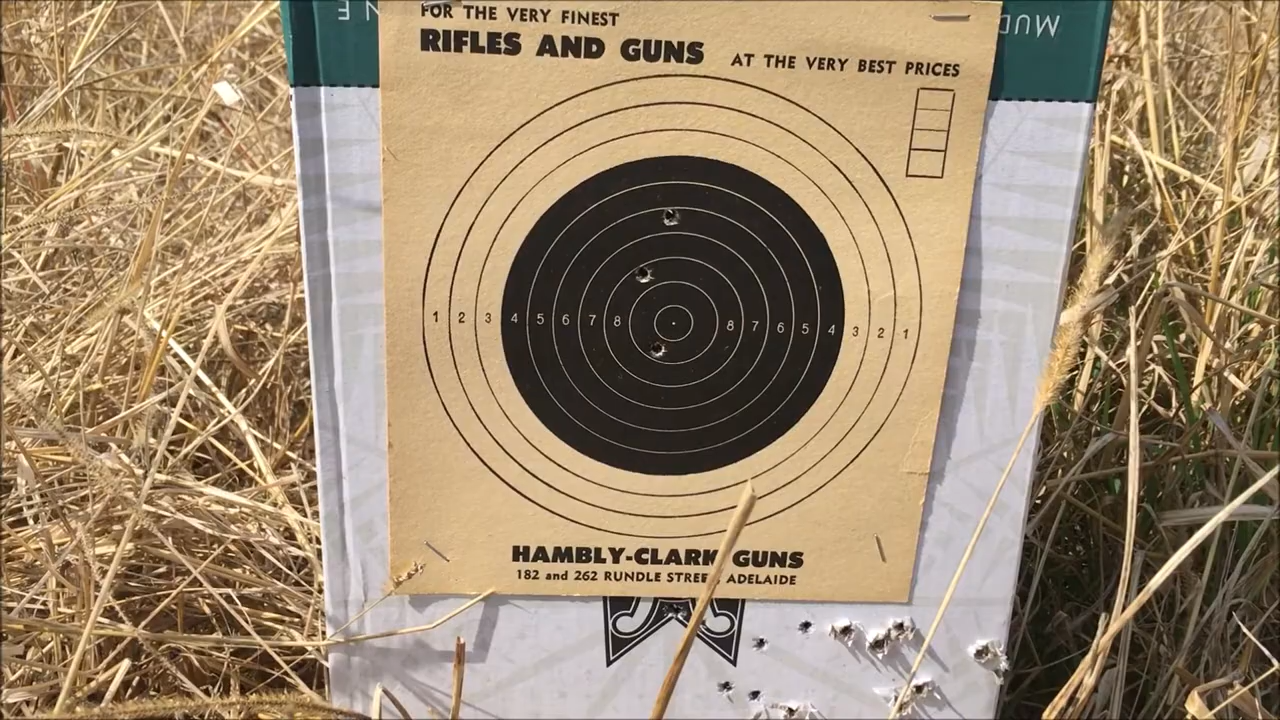 FOR THE VERY FINEST
RIFLES AND GUNS AT THE VERY BEST PRICES
1 2 3 4 5 6 7 8 8 7 6 5 4 3 2 1
HAMBLY-CLARK GUNS
182 and 262 RUNDLE STREET, ADELAIDE